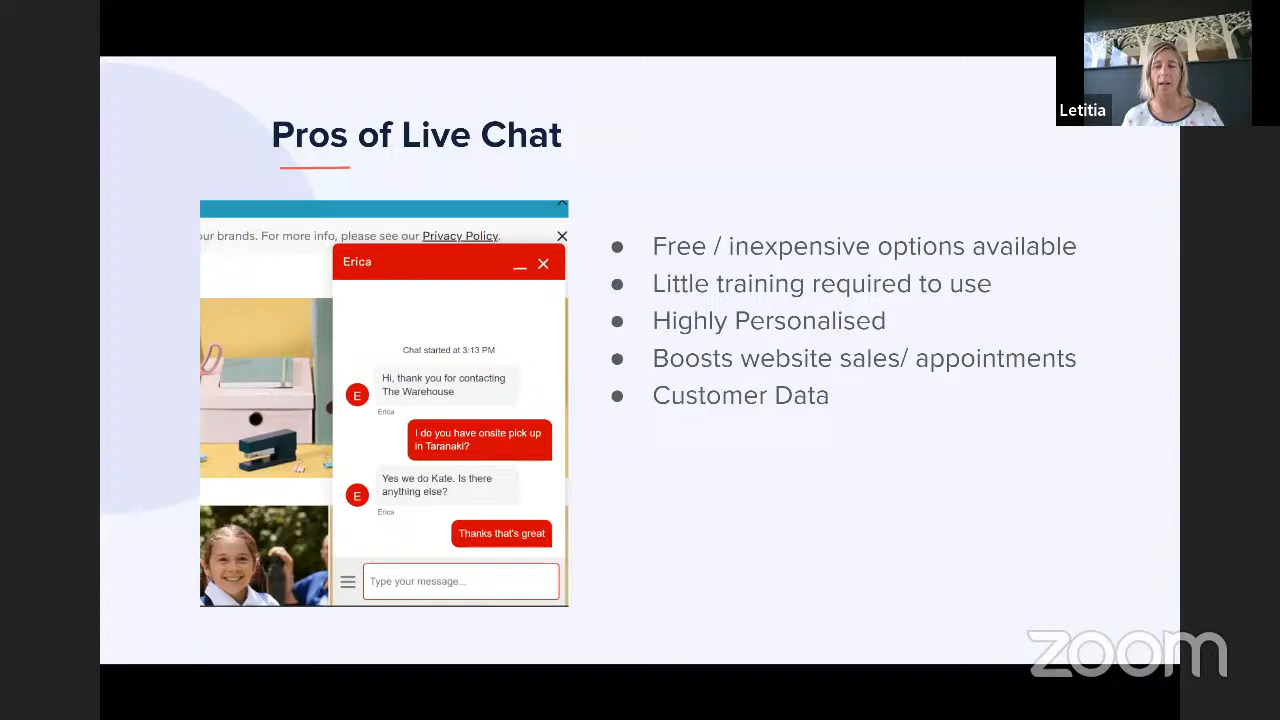 Letitia
Pros of Live Chat
our brands. For more info, please see our Privacy Policy.
Erica
Chat started at 3:13 PM
Hi, thank you for contacting
The Warehouse
E
Erica
I do you have onsite pick up
in Taranaki?
Yes we do Kate. Is there
anything else?
E
Erica
Thanks that's great
Type your message...
● Free / inexpensive options available
● Little training required to use
● Highly Personalised
● Boosts website sales/ appointments
● Customer Data
zoom